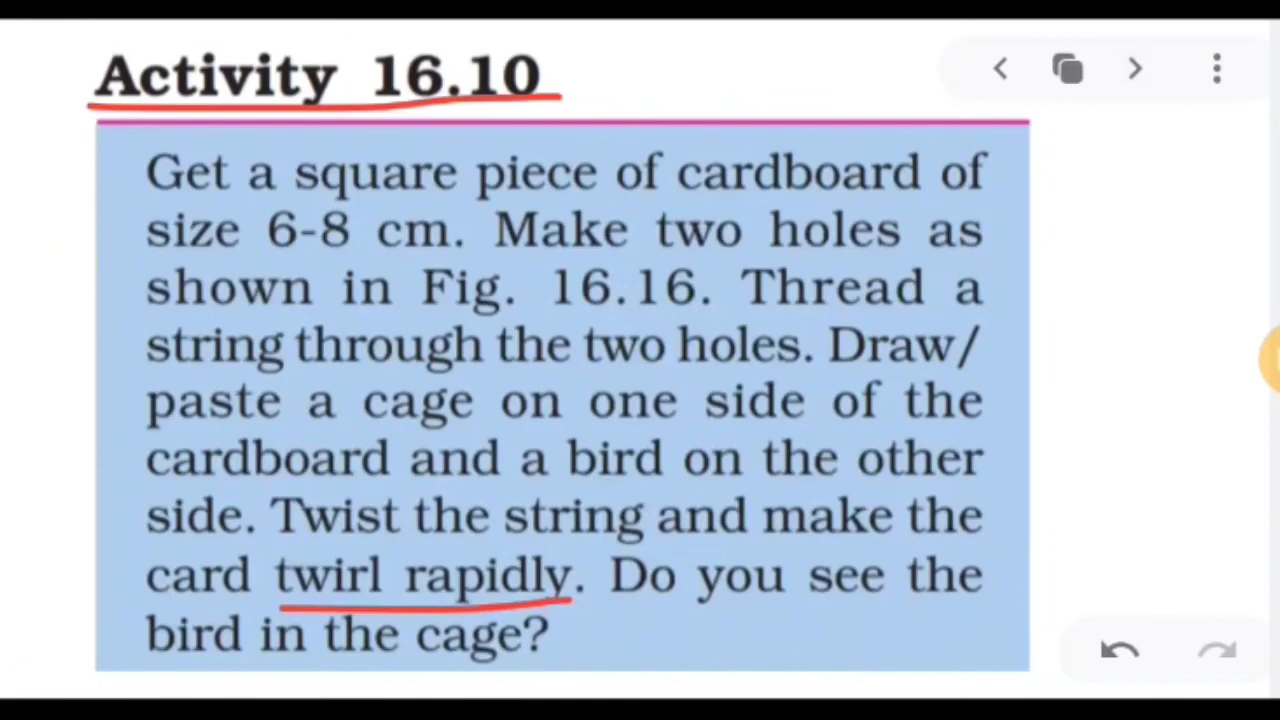 Activity 16.10
Get a square piece of cardboard of
size 6-8 cm. Make two holes as
shown in Fig. 16.16. Thread a
string through the two holes. Draw/
paste a cage on one side of the
cardboard and a bird on the other
side. Twist the string and make the
card twirl rapidly. Do you see the
bird in the cage?